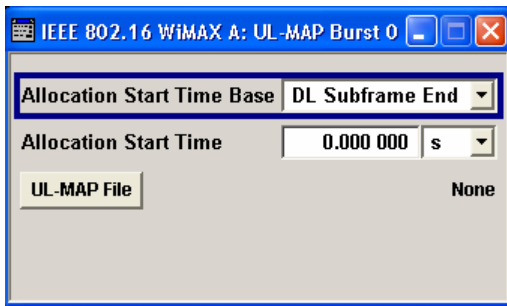 IEEE 802.16 WiMAX A: UL-MAP Burst 0
Allocation Start Time Base DL Subframe End
Allocation Start Time 0.000 000 s
UL-MAP File None